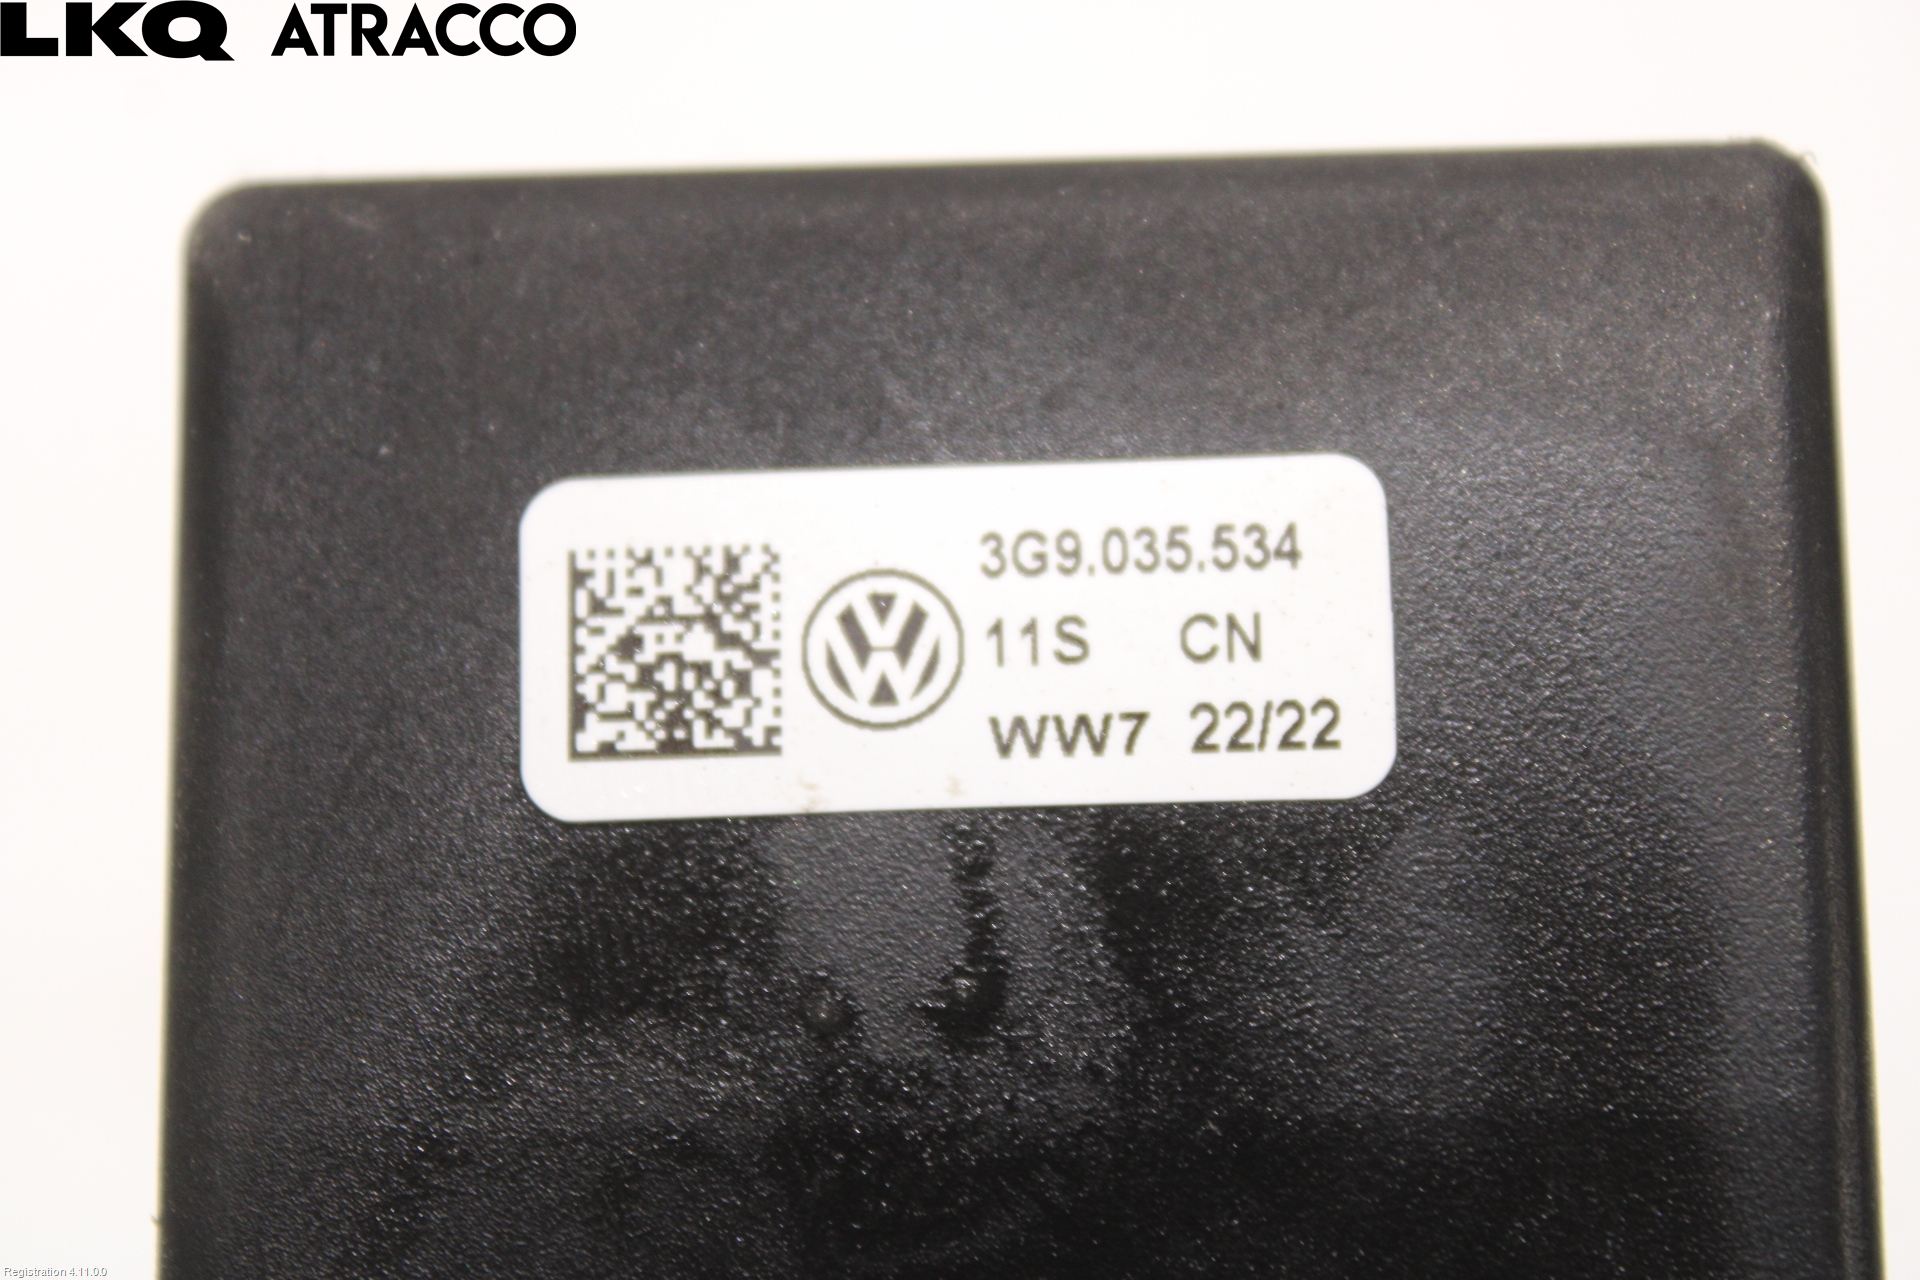 LKQ ATRACCO
3G9.035.534
11S CN
WW7 22/22
Registration 4.11.0.0